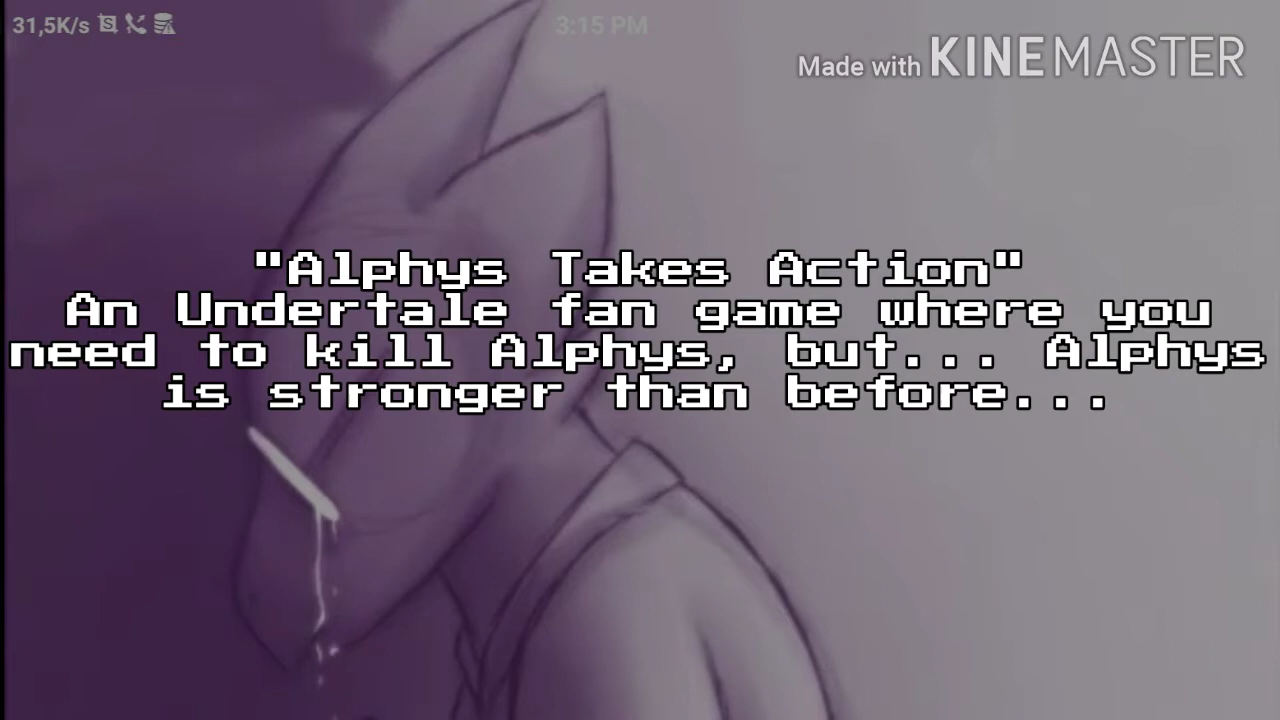 31,5K/s
3:15 PM
Made with KINEMASTER
"Alphys Takes Action"
An Undertale fan game where you
need to kill Alphys, but... Alphys
is stronger than before...